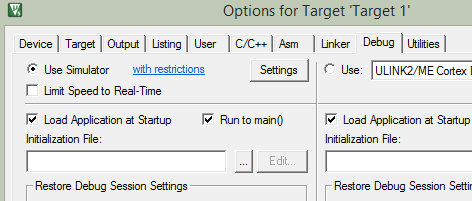 Options for Target 'Target 1'
Device Target Output Listing User C/C++ Asm Linker Debug Utilities
Use Simulator with restrictions Settings Use: ULINK2/ME Cortex
Limit Speed to Real-Time
Load Application at Startup Run to main() Load Application at Startup
Initialization File: Initialization File:
... Edit...
Restore Debug Session Settings Restore Debug Session